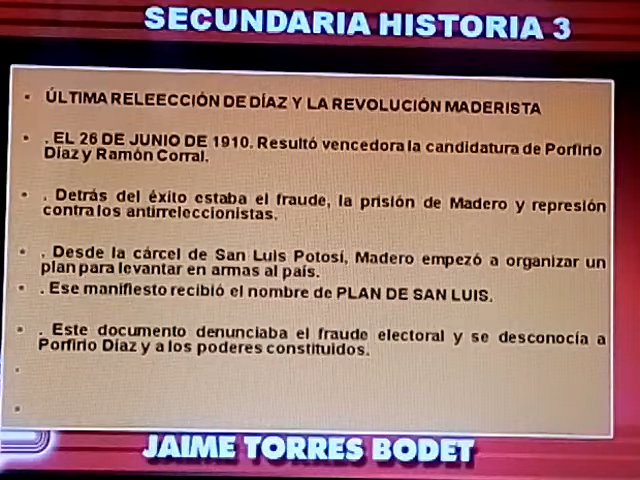 SECUNDARIA HISTORIA 3
• ÚLTIMA RELEECCIÓN DE DÍAZ Y LA REVOLUCIÓN MADERISTA
• . EL 26 DE JUNIO DE 1910. Resultó vencedora la candidatura de Porfirio
Díaz y Ramón Corral.
• . Detrás del éxito estaba el fraude, la prisión de Madero y represión
contra los antirreleccionistas.
• . Desde la cárcel de San Luis Potosí, Madero empezó a organizar un
plan para levantar en armas al país.
• . Ese manifiesto recibió el nombre de PLAN DE SAN LUIS.
• . Este documento denunciaba el fraude electoral y se desconocía a
Porfirio Díaz y a los poderes constituidos.
JAIME TORRES BODET